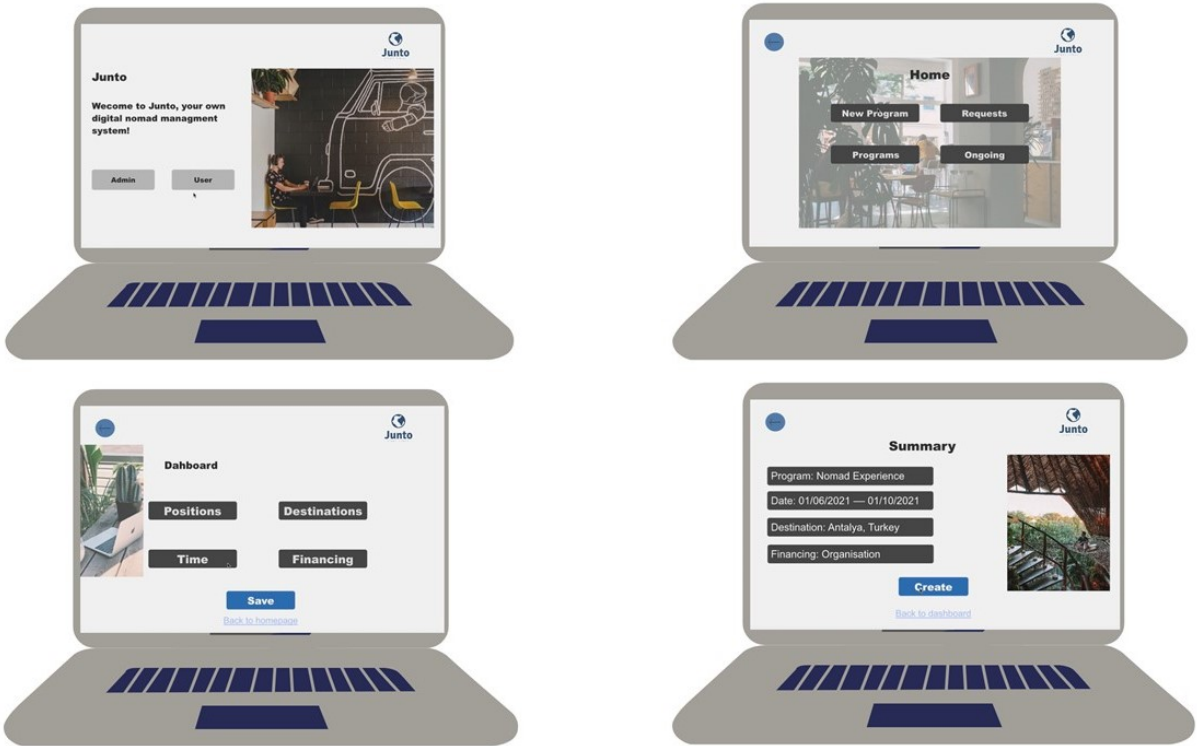 Junto
Junto
Wecome to Junto, your own
digital nomad managment
system!
Admin
User
Junto
Home
New Program
Requests
Programs
Ongoing
Junto
Dahboard
Positions
Destinations
Time
Financing
Save
Back to homepage
Junto
Summary
Program: Nomad Experience
Date: 01/06/2021 — 01/10/2021
Destination: Antalya, Turkey
Financing: Organisation
Create
Back to dashboard